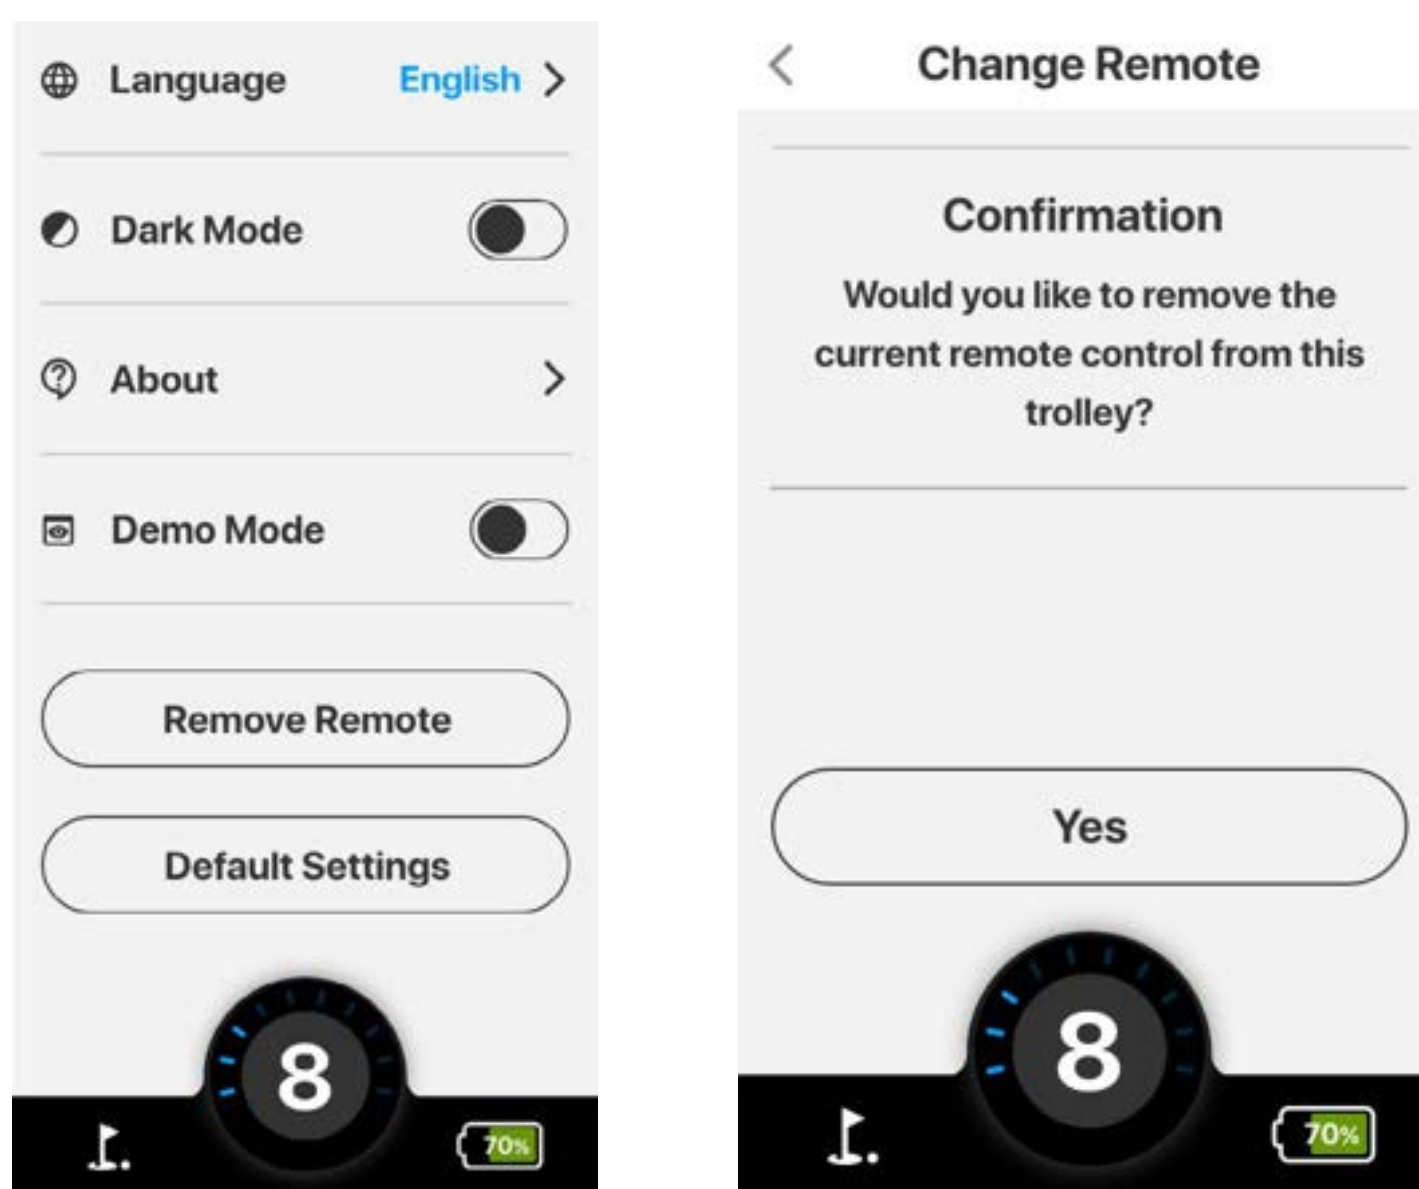 Language English
Dark Mode
About
Demo Mode
Remove Remote
Default Settings
8
70%
Change Remote
Confirmation
Would you like to remove the
current remote control from this
trolley?
Yes
8
70%